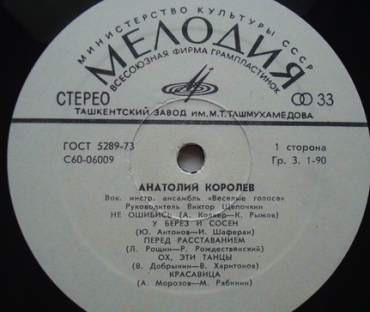 МИНИСТЕРСТВО КУЛЬТУРЫ СССР
МЕЛОДИЯ
ВСЕСОЮЗНАЯ ФИРМА ГРАМПЛАСТИНОК
СТЕРЕО 33
ТАШКЕНТСКИЙ ЗАВОД ИМ. М.Т.ТАШМУХАМЕДОВА
ГОСТ 5289-73 1 сторона
С60-06009 Гр. 3. 1-90
АНАТОЛИЙ КОРОЛЕВ
Вок. инстр. ансамбль «Веселые голоса»
Руководитель Виктор Щепочкин
НЕ ОШИБИСЬ (А. Колкер—К. Рыжов)
У БЕРЕЗ И СОСЕН
(Ю. Антонов—И. Шаферан)
ПЕРЕД РАССТАВАНИЕМ
(Л. Рощин—Р. Рождественский)
ОХ, ЭТИ ТАНЦЫ
(В. Добрынин—В. Харитонов)
КРАСАВИЦА
(А. Морозов—М. Рябинин)